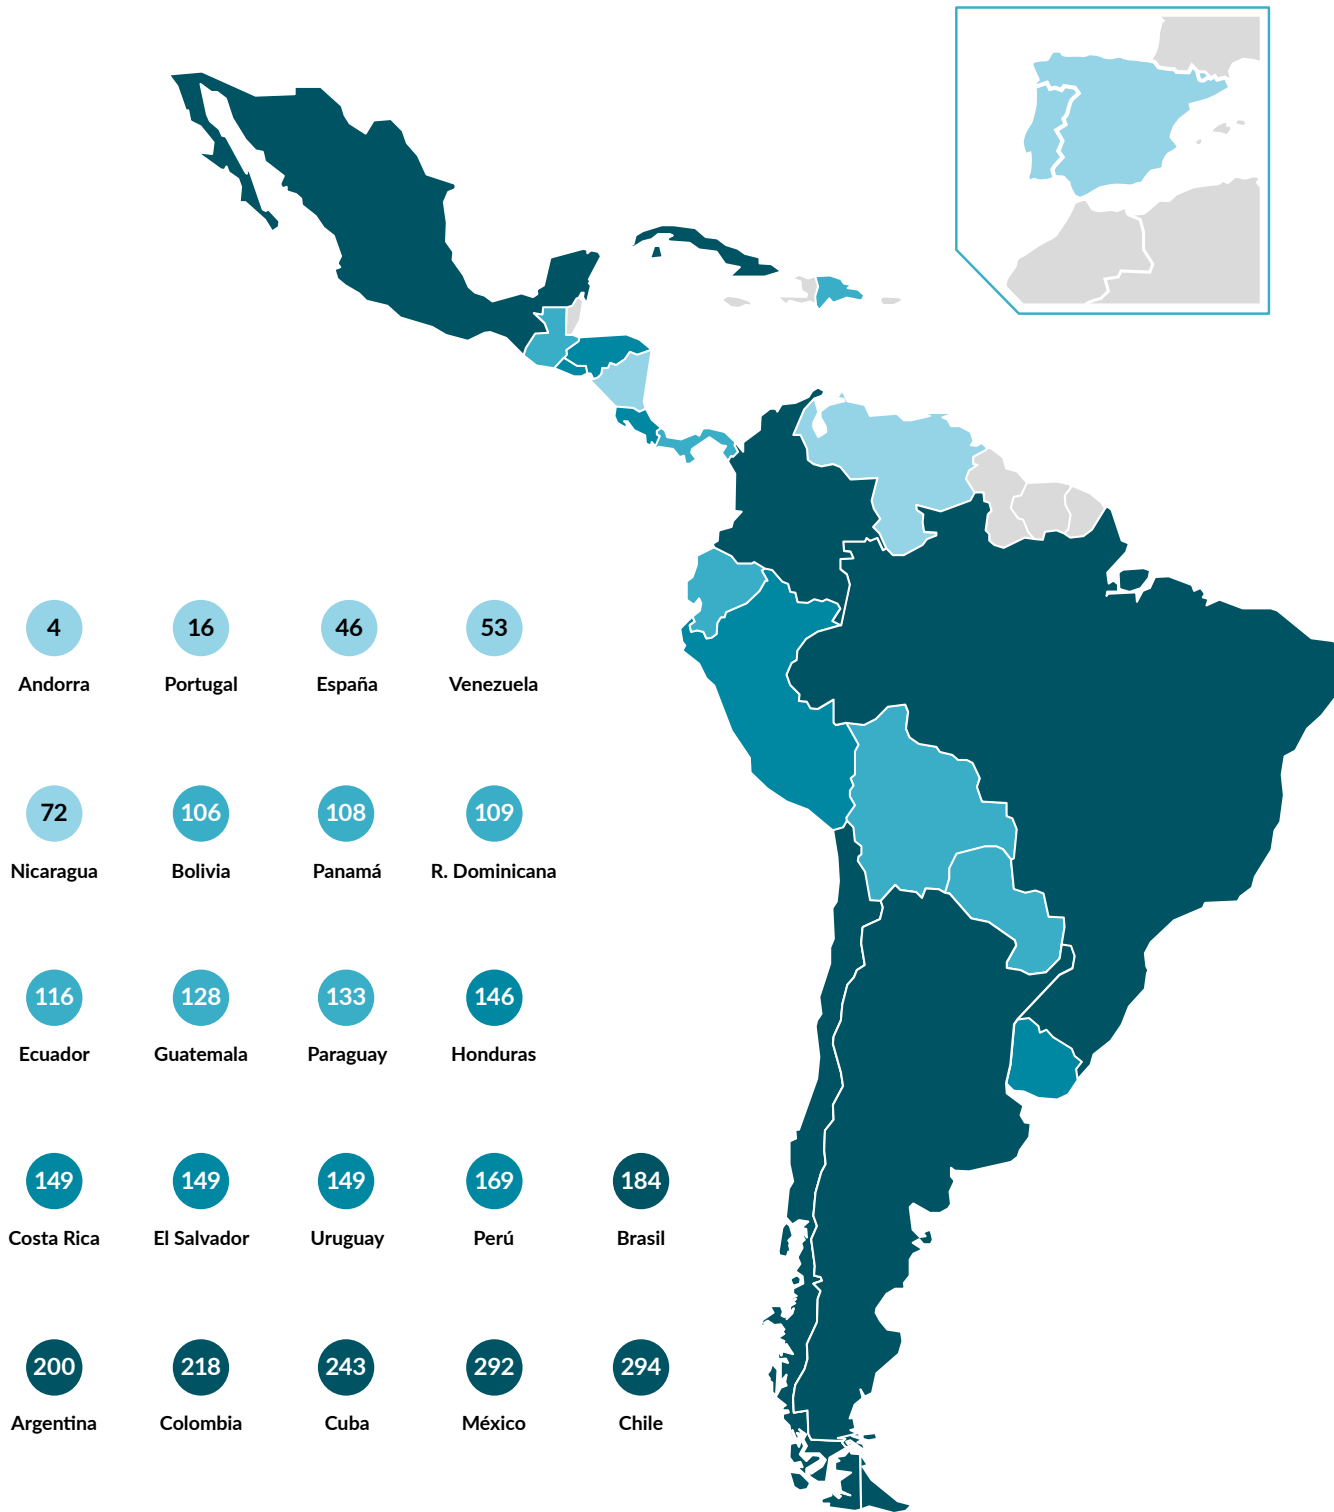 4 16 46 53
Andorra Portugal España Venezuela
72 106 108 109
Nicaragua Bolivia Panamá R. Dominicana
116 128 133 146
Ecuador Guatemala Paraguay Honduras
149 149 149 169 184
Costa Rica El Salvador Uruguay Perú Brasil
200 218 243 292 294
Argentina Colombia Cuba México Chile